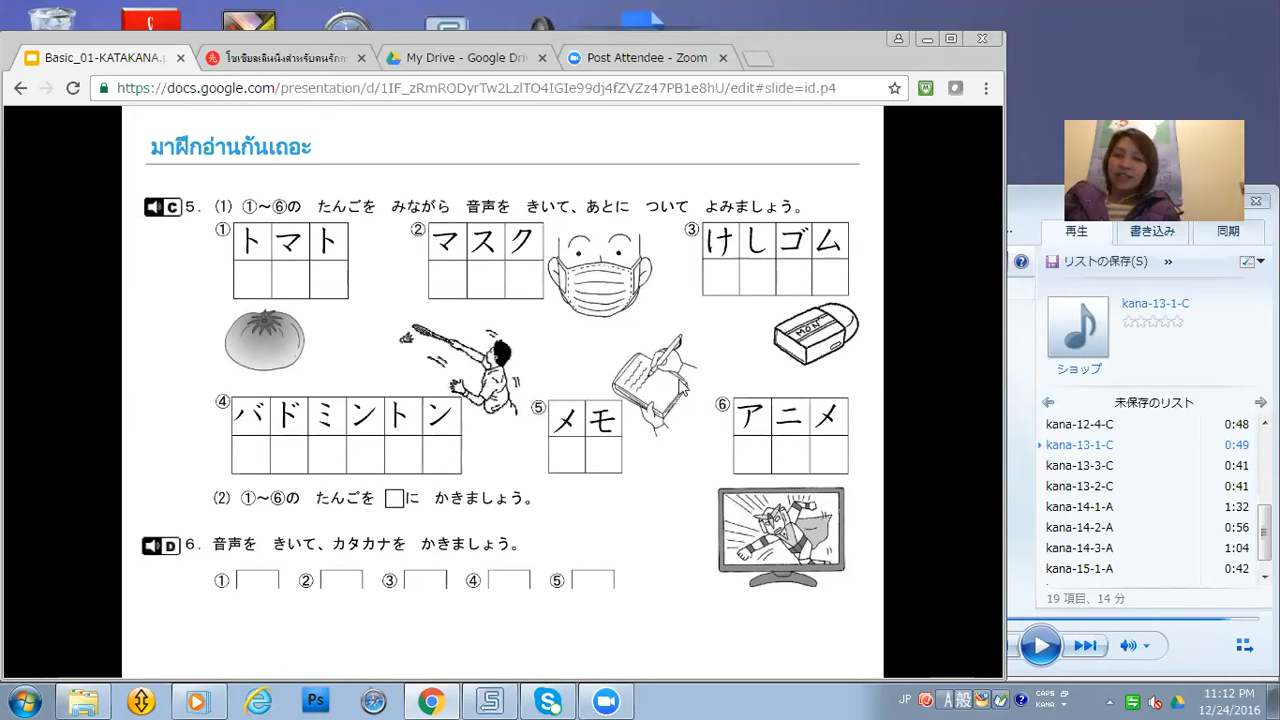 Basic_01-KATAKANA.p
โซเชียลเลินนิ่งสำหรับคนรักก
My Drive - Google Dri
Post Attendee - Zoom
https://docs.google.com/presentation/d/1IF_zRmRODyrTw2LzlTO4IGIe99dj4fZVZz47PB1e8hU/edit#slide=id.p4
มาฝึกอ่านกันเถอะ
C 5. (1) ①~⑥の たんごを みながら 音声を きいて、あとに ついて よみましょう。
① トマト
② マスク
③ けしゴム
MONO
④ バドミントン
⑤ メモ
⑥ アニメ
(2) ①~⑥の たんごを □に かきましょう。
D 6. 音声を きいて、カタカナを かきましょう。
① ② ③ ④ ⑤
再生 書き込み 同期
リストの保存(S) »
kana-13-1-C
ショップ
未保存のリスト
kana-12-4-C 0:48
kana-13-1-C 0:49
kana-13-3-C 0:41
kana-13-2-C 0:41
kana-14-1-A 1:32
kana-14-2-A 0:56
kana-14-3-A 1:04
kana-15-1-A 0:42
19 項目、14 分
Ps
JP A 般 CAPS KANA
11:12 PM
12/24/2016